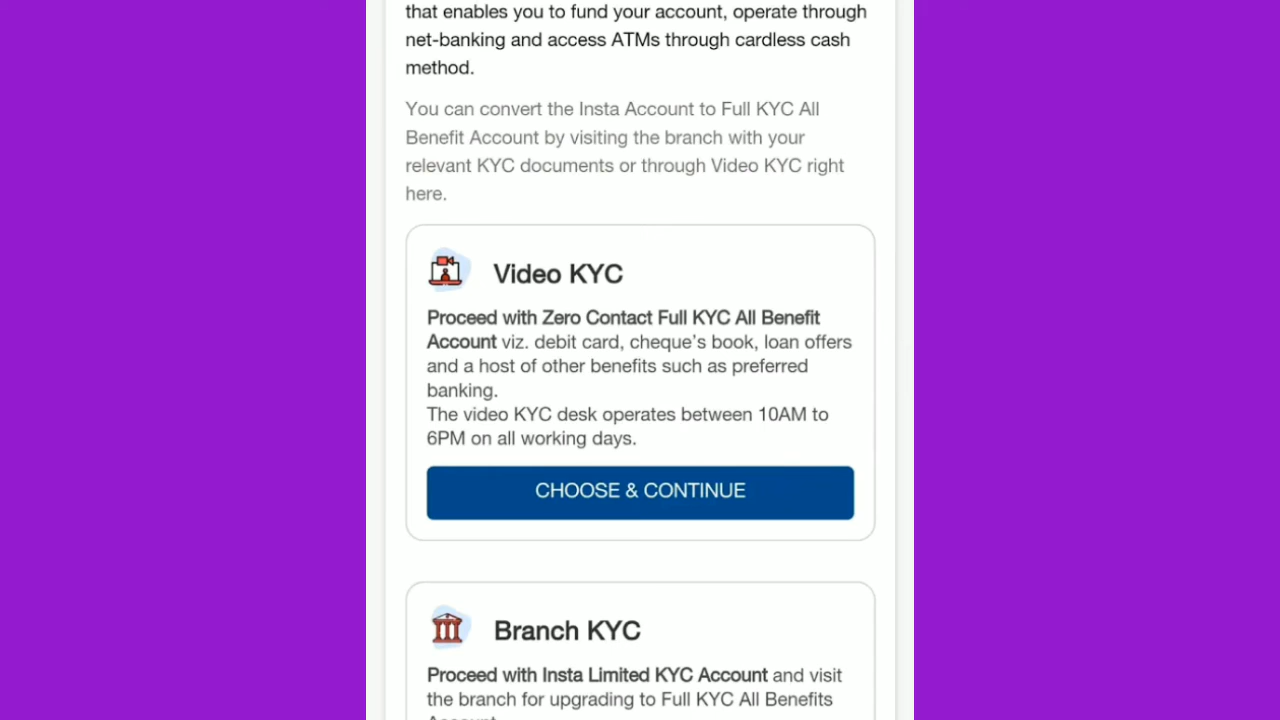 that enables you to fund your account, operate through
net-banking and access ATMs through cardless cash
method.
You can convert the Insta Account to Full KYC All
Benefit Account by visiting the branch with your
relevant KYC documents or through Video KYC right
here.
Video KYC
Proceed with Zero Contact Full KYC All Benefit
Account viz. debit card, cheque's book, loan offers
and a host of other benefits such as preferred
banking.
The video KYC desk operates between 10AM to
6PM on all working days.
CHOOSE & CONTINUE
Branch KYC
Proceed with Insta Limited KYC Account and visit
the branch for upgrading to Full KYC All Benefits